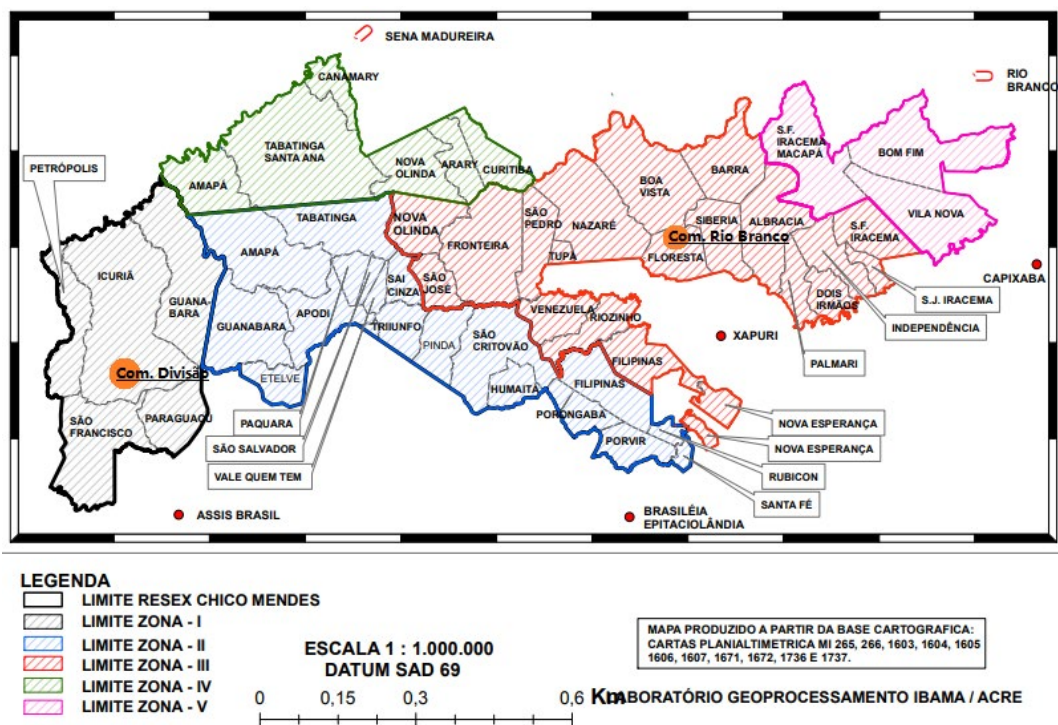 SENA MADUREIRA
RIO
BRANCO
CANAMARY
TABATINGA
SANTA ANA
NOVA
OLINDA
ARARY
CURITIBA
AMAPÁ
PETRÓPOLIS
S.F.
IRACEMA
MACAPÁ
BOM FIM
VILA NOVA
BARRA
BOA
VISTA
SIBERIA
ALBRACIA
S.F.
IRACEMA
SÃO
PEDRO
NAZARÉ
TUPÃ
Com. Rio Branco
FLORESTA
NOVA
OLINDA
FRONTEIRA
SÃO
JOSÉ
TABATINGA
AMAPÁ
SAI
CINZA
ICURIÃ
GUANA-
BARA
GUANABARA
APODI
TRIIUNFO
PINDA
SÃO
CRITOVÃO
ETELVE
HUMAITÁ
VENEZUELA
RIOZINHO
FILIPINAS
FILIPINAS
PORONGABA
PORVIR
DOIS
IRMÃOS
CAPIXABA
S.J. IRACEMA
INDEPENDÊNCIA
PALMARI
XAPURI
Com. Divisão
SÃO
FRANCISCO
PARAGUAÇU
PAQUARA
SÃO SALVADOR
VALE QUEM TEM
NOVA ESPERANÇA
NOVA ESPERANÇA
RUBICON
SANTA FÉ
ASSIS BRASIL
BRASILÉIA
EPITACIOLÂNDIA
LEGENDA
LIMITE RESEX CHICO MENDES
LIMITE ZONA - I
LIMITE ZONA - II
LIMITE ZONA - III
LIMITE ZONA - IV
LIMITE ZONA - V
ESCALA 1 : 1.000.000
DATUM SAD 69
0 0,15 0,3 0,6 Km
MAPA PRODUZIDO A PARTIR DA BASE CARTOGRAFICA:
CARTAS PLANIALTIMETRICA MI 265, 266, 1603, 1604, 1605
1606, 1607, 1671, 1672, 1736 E 1737.
LABORATÓRIO GEOPROCESSAMENTO IBAMA / ACRE